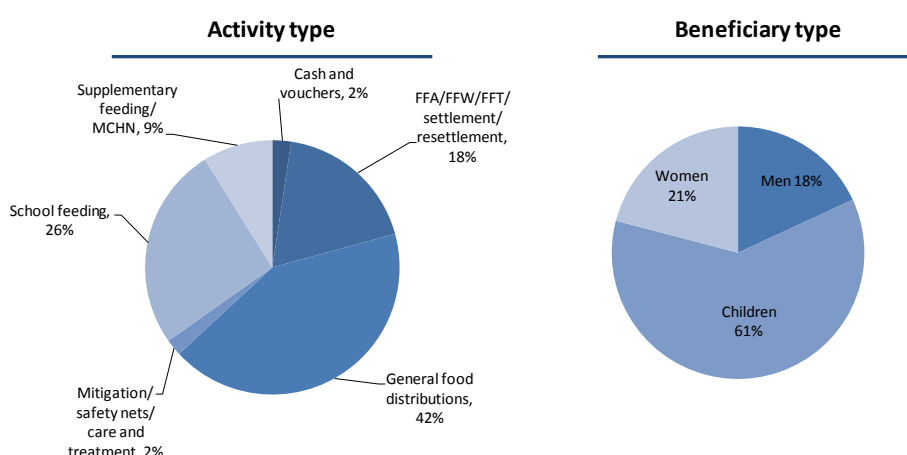 Activity type
Cash and
vouchers, 2%
FFA/FFW/FFT/
settlement/
resettlement,
18%
General food
distributions,
42%
Mitigation/
safety nets/
care and
treatment, 2%
School feeding,
26%
Supplementary
feeding/
MCHN, 9%
Beneficiary type
Men 18%
Children
61%
Women
21%